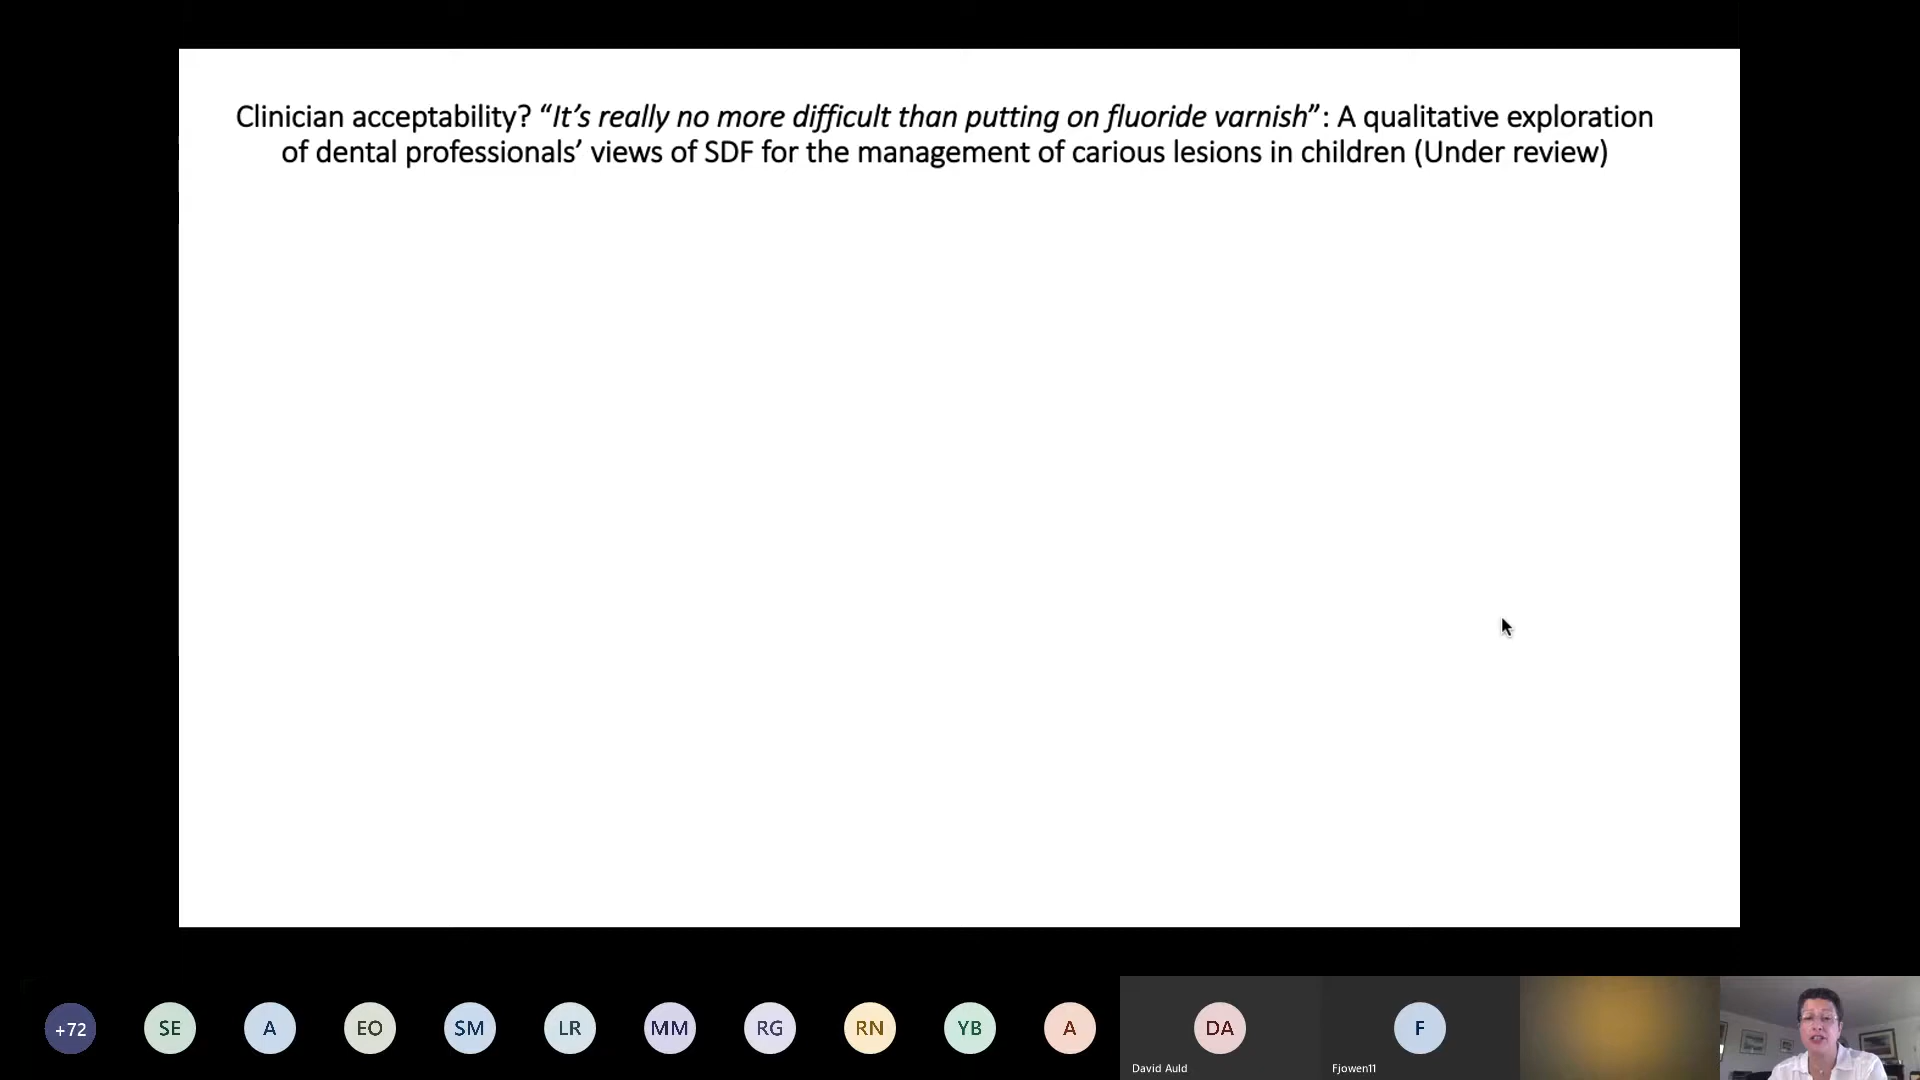 Clinician acceptability? “It’s really no more difficult than putting on fluoride varnish”: A qualitative exploration
of dental professionals’ views of SDF for the management of carious lesions in children (Under review)
+72
SE
A
EO
SM
LR
MM
RG
RN
YB
A
DA
F
David Auld
Fjowen11